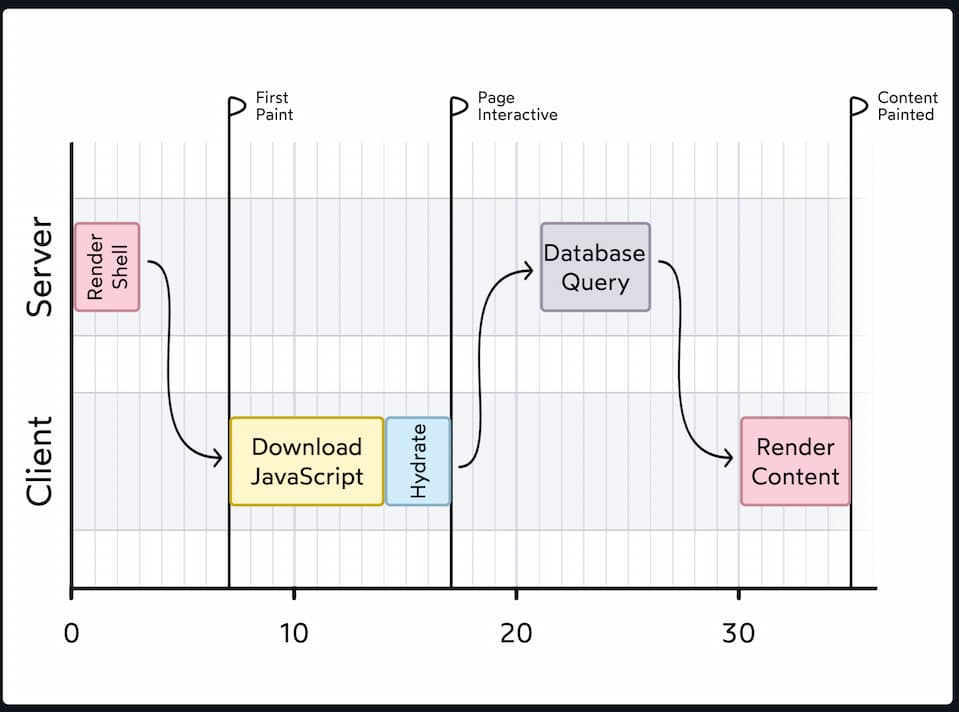 First
Paint
Page
Interactive
Content
Painted
Server
Render
Shell
Database
Query
Client
Download
JavaScript
Hydrate
Render
Content
0
10
20
30